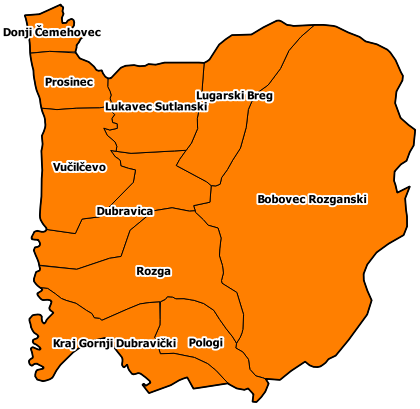 Donji Čemehovec
Prosinec
Lugarski Breg
Lukavec Sutlanski
Vučilčevo
Bobovec Rozganski
Dubravica
Rozga
Kraj Gornji Dubravički
Pologi